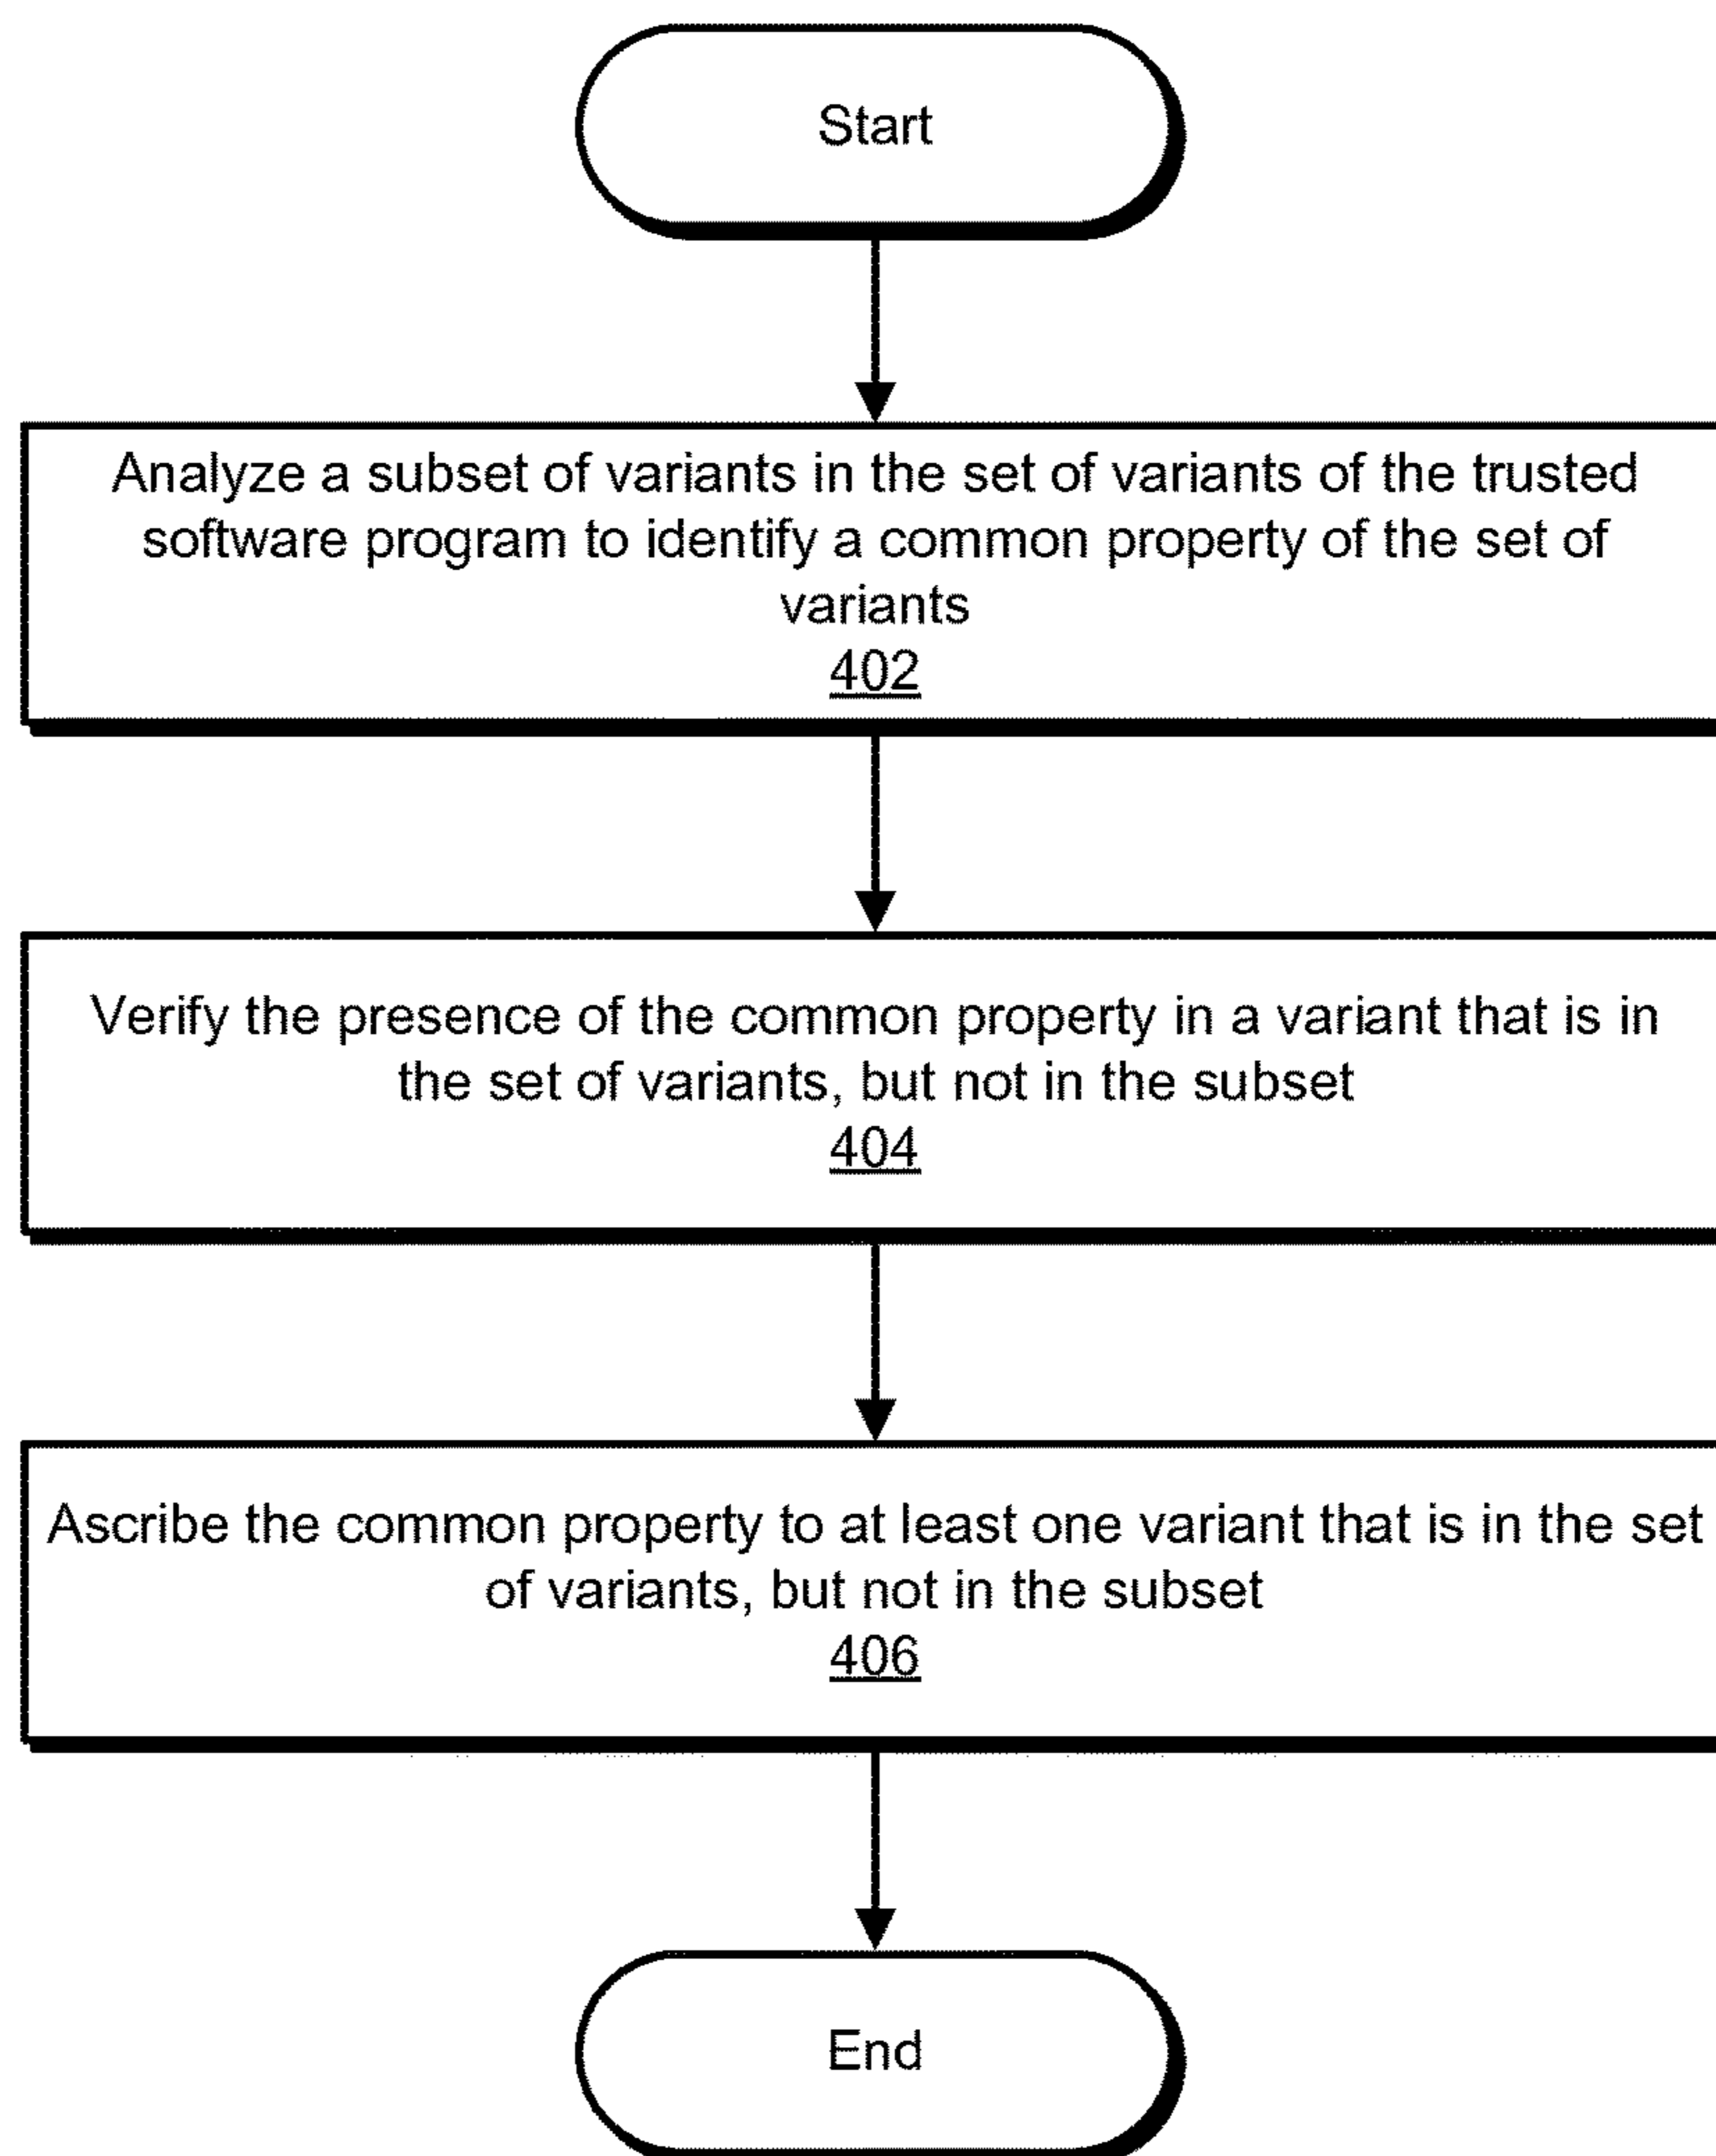 Start
Analyze a subset of variants in the set of variants of the trusted
software program to identify a common property of the set of
variants
402
Verify the presence of the common property in a variant that is in
the set of variants, but not in the subset
404
Ascribe the common property to at least one variant that is in the set
of variants, but not in the subset
406
End